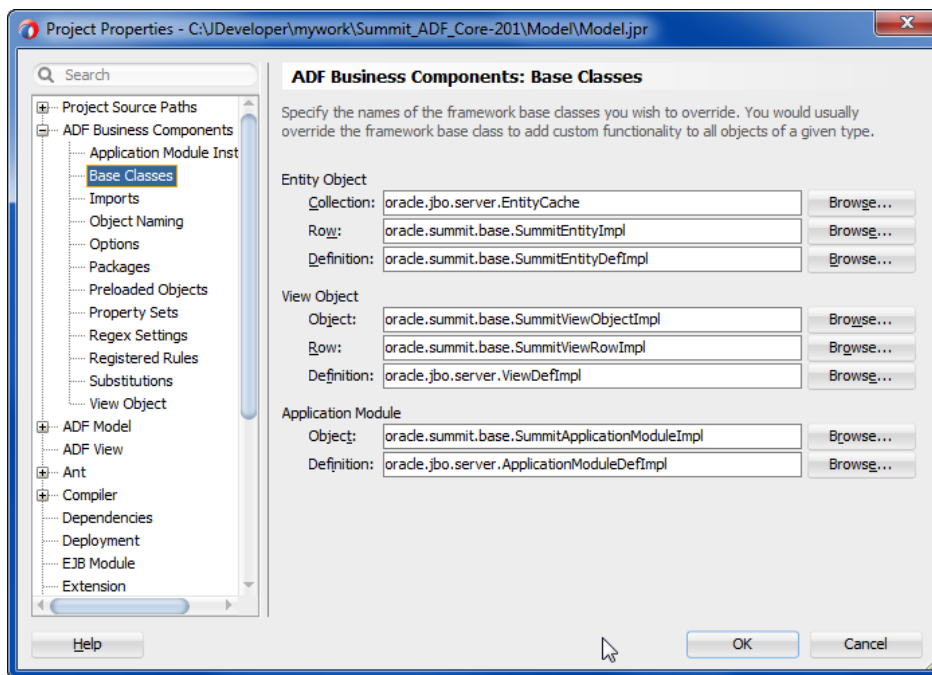 Project Properties - C:\JDeveloper\mywork\Summit_ADF_Core-201\Model\Model.jpr
Search
Project Source Paths
ADF Business Components
Application Module Inst
Base Classes
Imports
Object Naming
Options
Packages
Preloaded Objects
Property Sets
Regex Settings
Registered Rules
Substitutions
View Object
ADF Model
ADF View
Ant
Compiler
Dependencies
Deployment
EJB Module
Extension
ADF Business Components: Base Classes
Specify the names of the framework base classes you wish to override. You would usually
override the framework base class to add custom functionality to all objects of a given type.
Entity Object
Collection: oracle.jbo.server.EntityCache Browse...
Row: oracle.summit.base.SummitEntityImpl Browse...
Definition: oracle.summit.base.SummitEntityDefImpl Browse...
View Object
Object: oracle.summit.base.SummitViewObjectImpl Browse...
Row: oracle.summit.base.SummitViewRowImpl Browse...
Definition: oracle.jbo.server.ViewDefImpl Browse...
Application Module
Object: oracle.summit.base.SummitApplicationModuleImpl Browse...
Definition: oracle.jbo.server.ApplicationModuleDefImpl Browse...
Help OK Cancel